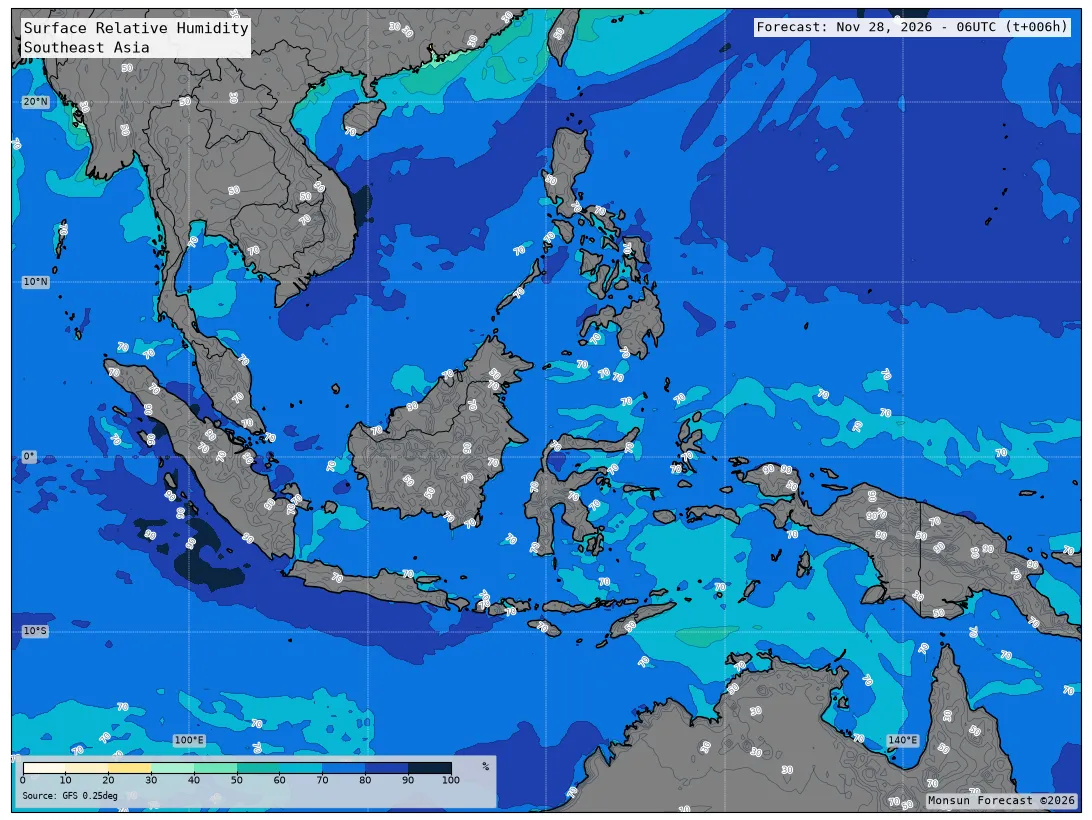 Surface Relative Humidity
Southeast Asia
Forecast: Nov 28, 2026 - 06UTC (t+006h)
20°N
10°N
0°
10°S
100°E
140°E
%
0 10 20 30 40 50 60 70 80 90 100
Source: GFS 0.25deg
Monsun Forecast ©2026